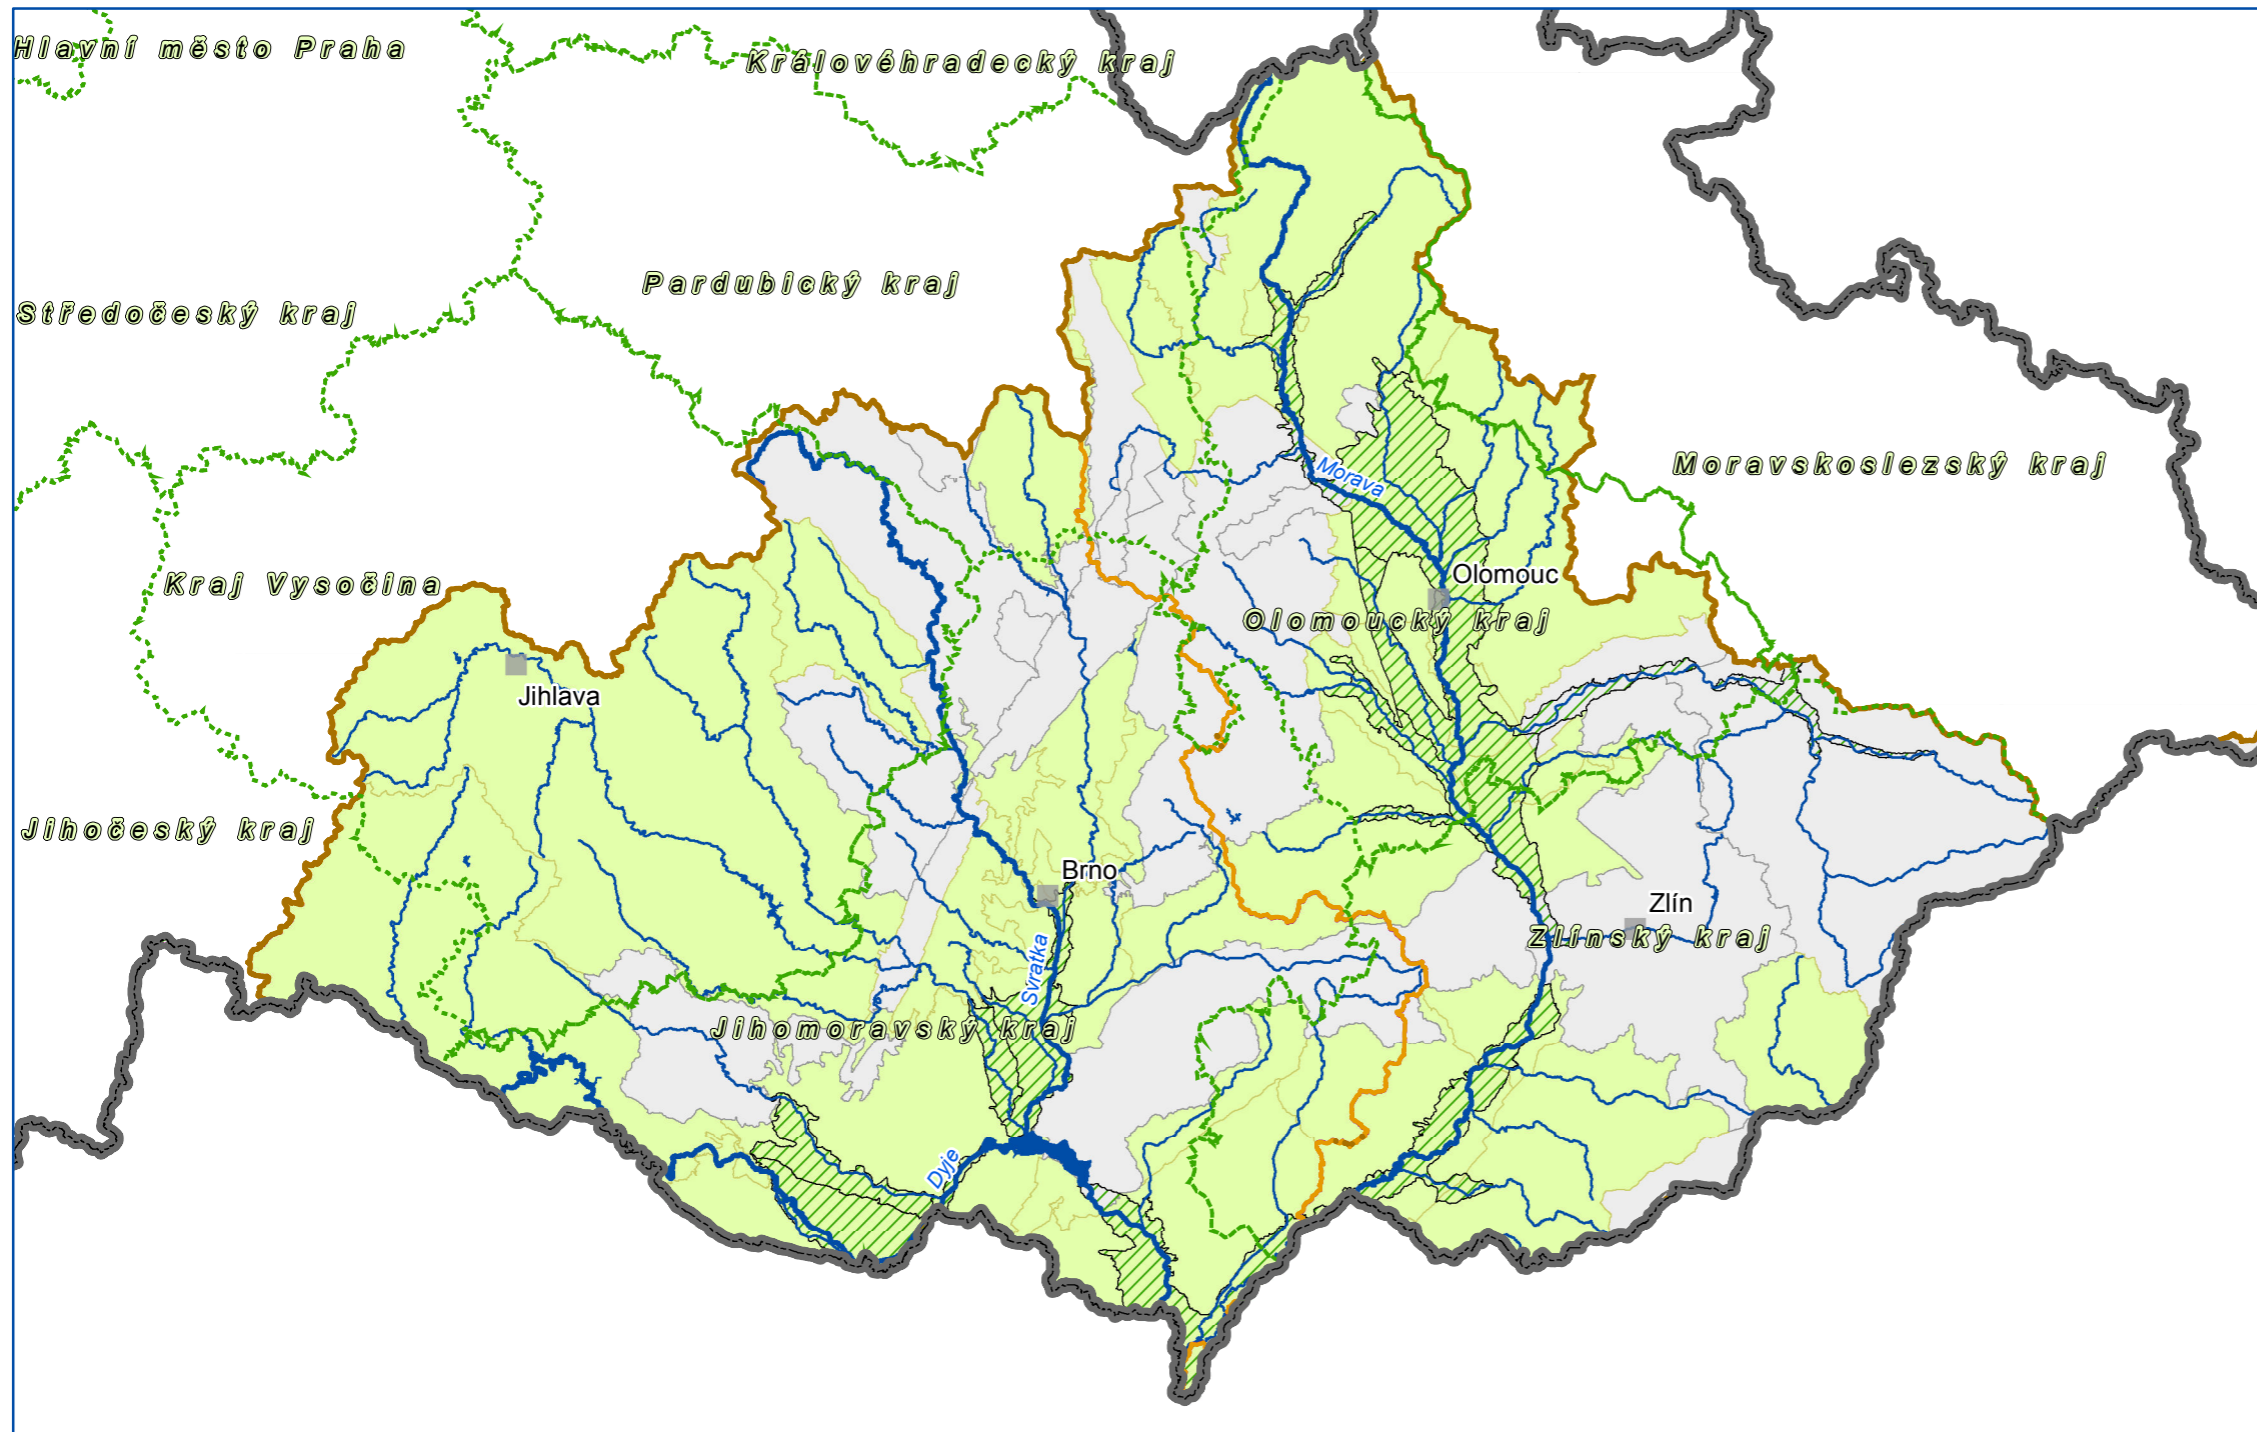 Hlavní město Praha
Královéhradecký kraj
Pardubický kraj
Středočeský kraj
Moravskoslezský kraj
Morava
Kraj Vysočina
Olomouc
Olomoucký kraj
Jihlava
Jihočeský kraj
Brno
Zlín
Zlínský kraj
Svratka
Jihomoravský kraj
Dyje